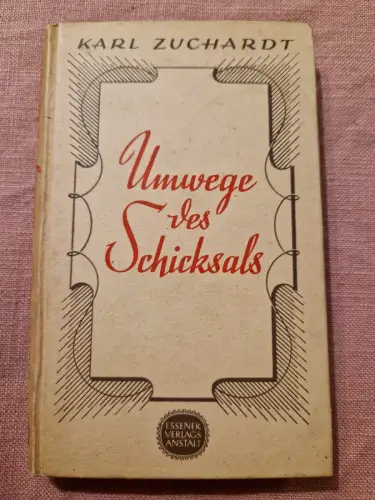 KARL ZUCHARDT
Umwege
des
Schicksals
ESSENER
VERLAGS
ANSTALT